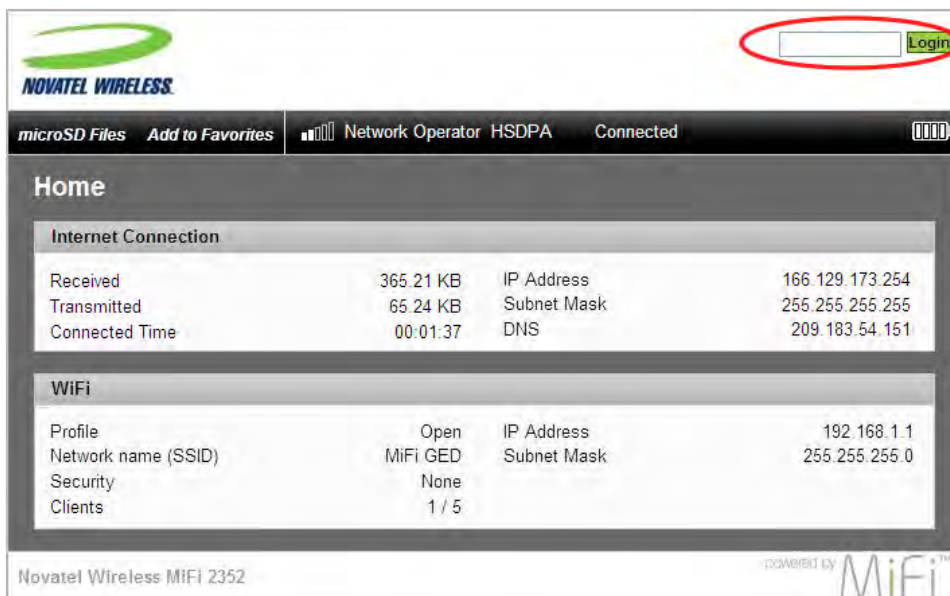 Login
NOVATEL WIRELESS.
microSD Files Add to Favorites Network Operator HSDPA Connected
Home
Internet Connection
Received 365.21 KB IP Address 166.129.173.254
Transmitted 65.24 KB Subnet Mask 255.255.255.255
Connected Time 00:01:37 DNS 209.183.54.151
WiFi
Profile Open IP Address 192.168.1.1
Network name (SSID) MiFi GED Subnet Mask 255.255.255.0
Security None
Clients 1 / 5
Novatel Wireless MiFi 2352 powered by MiFi™